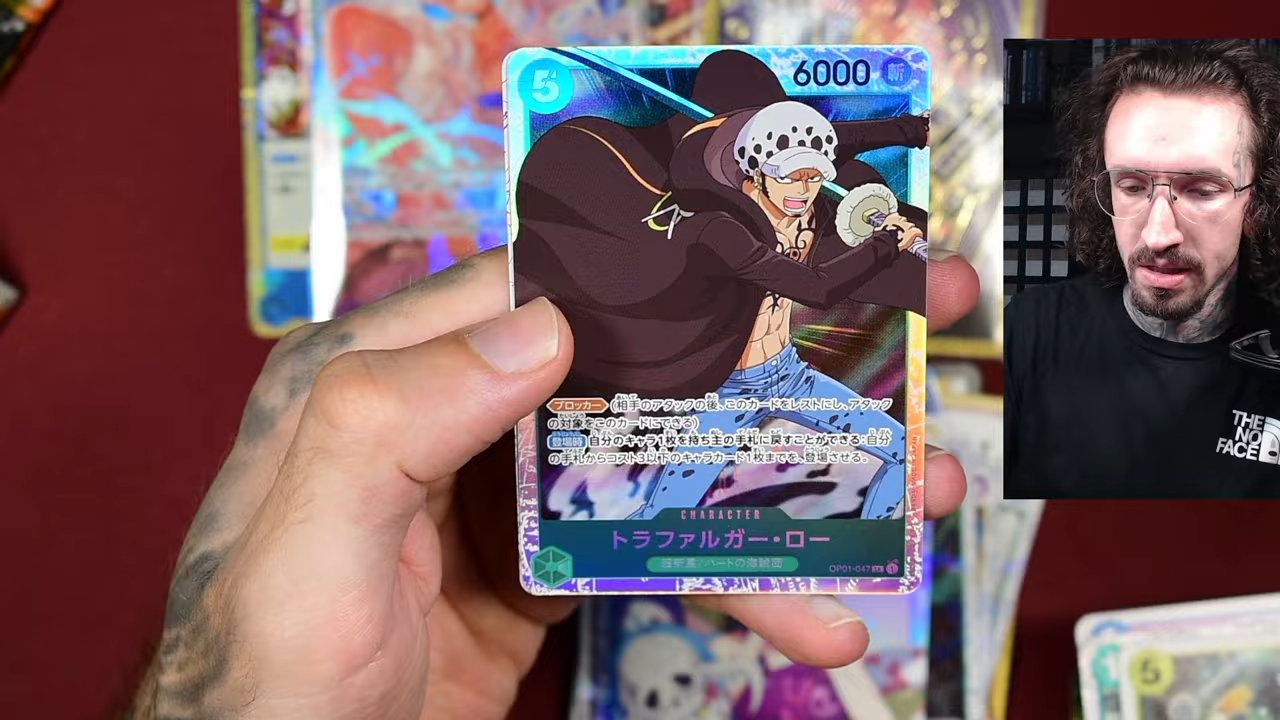 5
6000 斬
ブロッカー (相手のアタックの後、このカードをレストにし、アタック
の対象をこのカードにできる)
登場時 自分のキャラ1枚を持ち主の手札に戻すことができる:自分
の手札からコスト3以下のキャラカード1枚までを、登場させる。
CHARACTER
トラファルガー・ロー
ハートの海賊団
OP01-047 SR 1
THE
NO
FACE
5